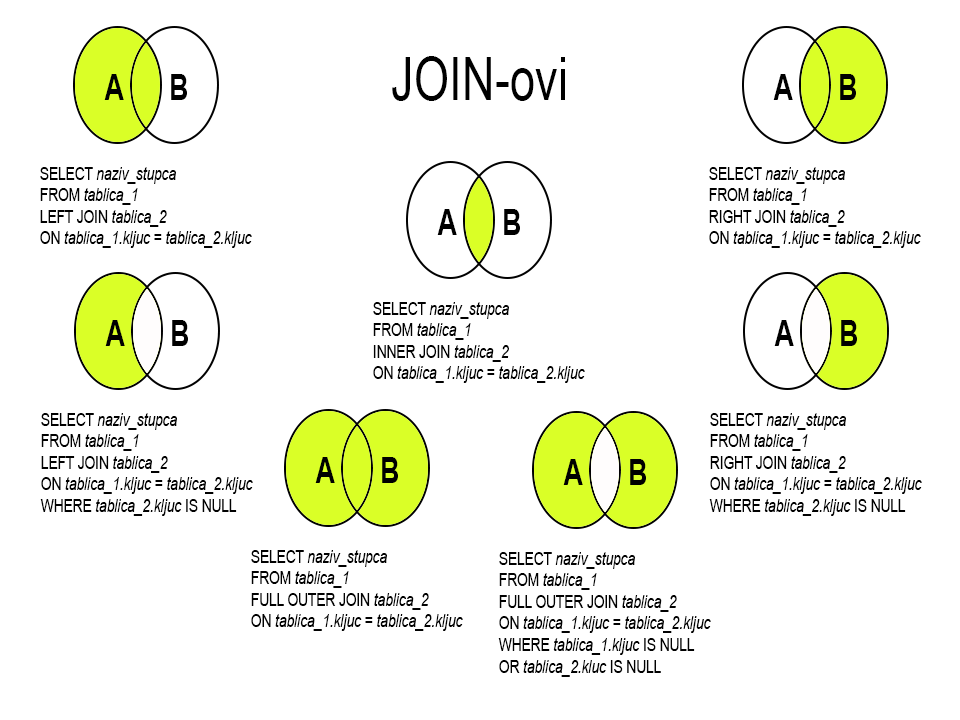 JOIN-ovi
A B
SELECT naziv_stupca
FROM tablica_1
LEFT JOIN tablica_2
ON tablica_1.kljuc = tablica_2.kljuc
A B
SELECT naziv_stupca
FROM tablica_1
RIGHT JOIN tablica_2
ON tablica_1.kljuc = tablica_2.kljuc
A B
SELECT naziv_stupca
FROM tablica_1
INNER JOIN tablica_2
ON tablica_1.kljuc = tablica_2.kljuc
A B
SELECT naziv_stupca
FROM tablica_1
LEFT JOIN tablica_2
ON tablica_1.kljuc = tablica_2.kljuc
WHERE tablica_2.kljuc IS NULL
A B
SELECT naziv_stupca
FROM tablica_1
RIGHT JOIN tablica_2
ON tablica_1.kljuc = tablica_2.kljuc
WHERE tablica_2.kljuc IS NULL
A B
SELECT naziv_stupca
FROM tablica_1
FULL OUTER JOIN tablica_2
ON tablica_1.kljuc = tablica_2.kljuc
A B
SELECT naziv_stupca
FROM tablica_1
FULL OUTER JOIN tablica_2
ON tablica_1.kljuc = tablica_2.kljuc
WHERE tablica_1.kljuc IS NULL
OR tablica_2.kluc IS NULL